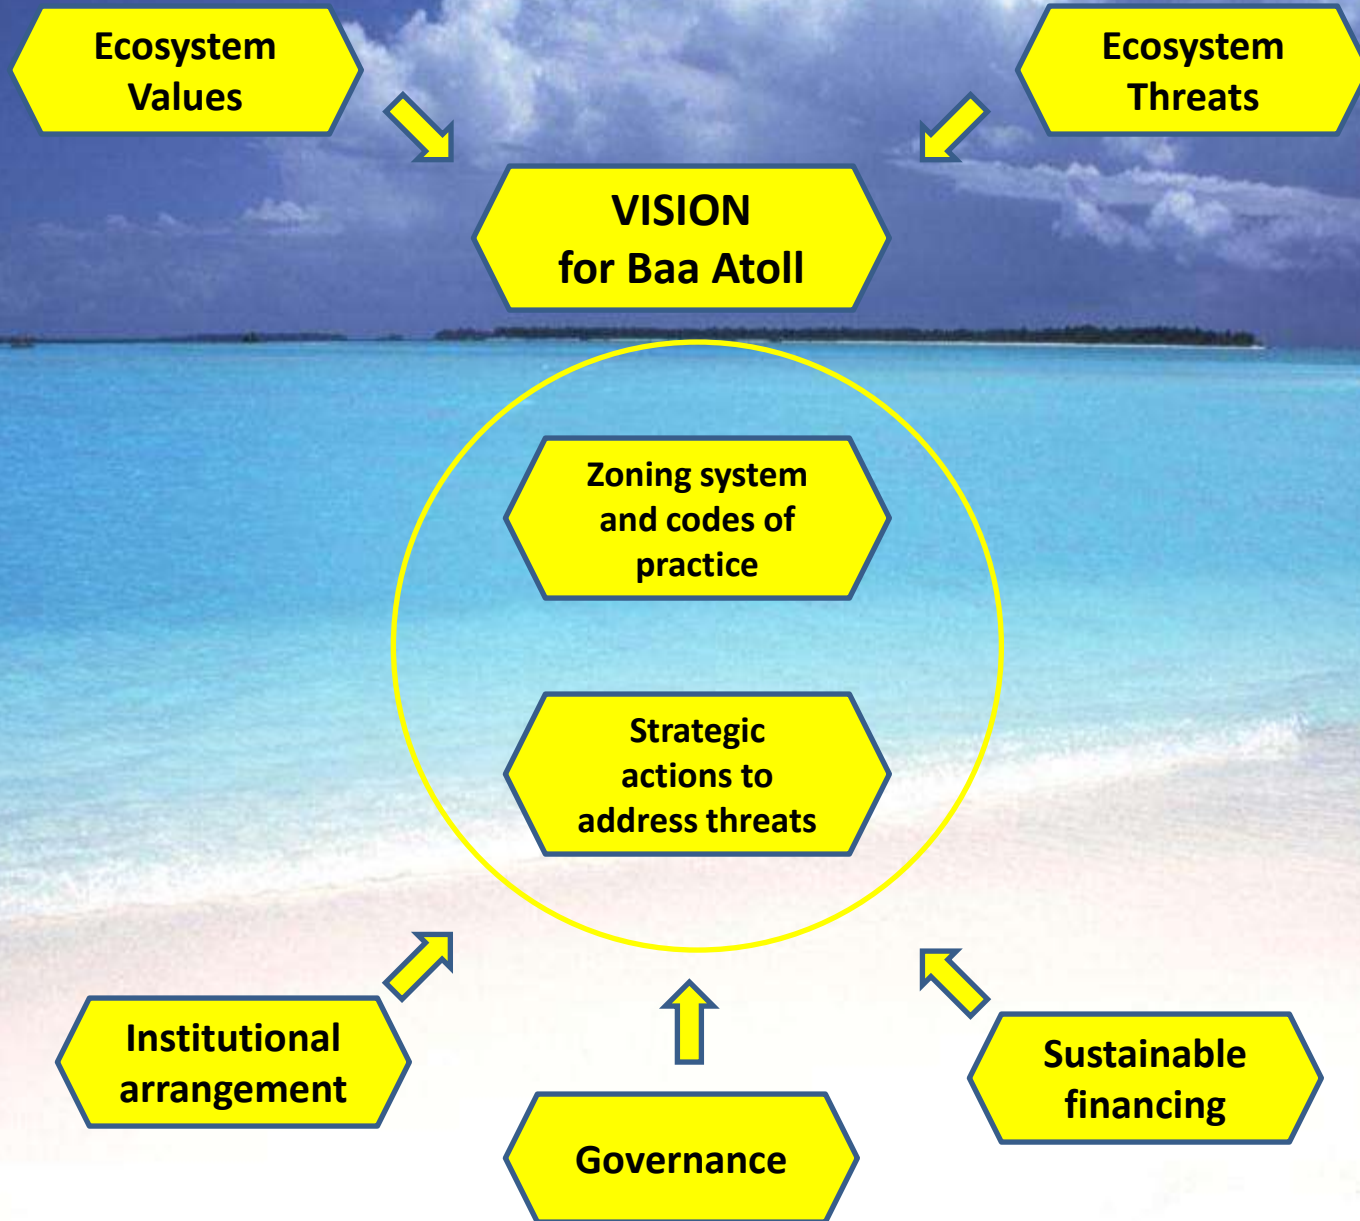 Ecosystem
Values
Ecosystem
Threats
VISION
for Baa Atoll
Zoning system
and codes of
practice
Strategic
actions to
address threats
Institutional
arrangement
Sustainable
financing
Governance